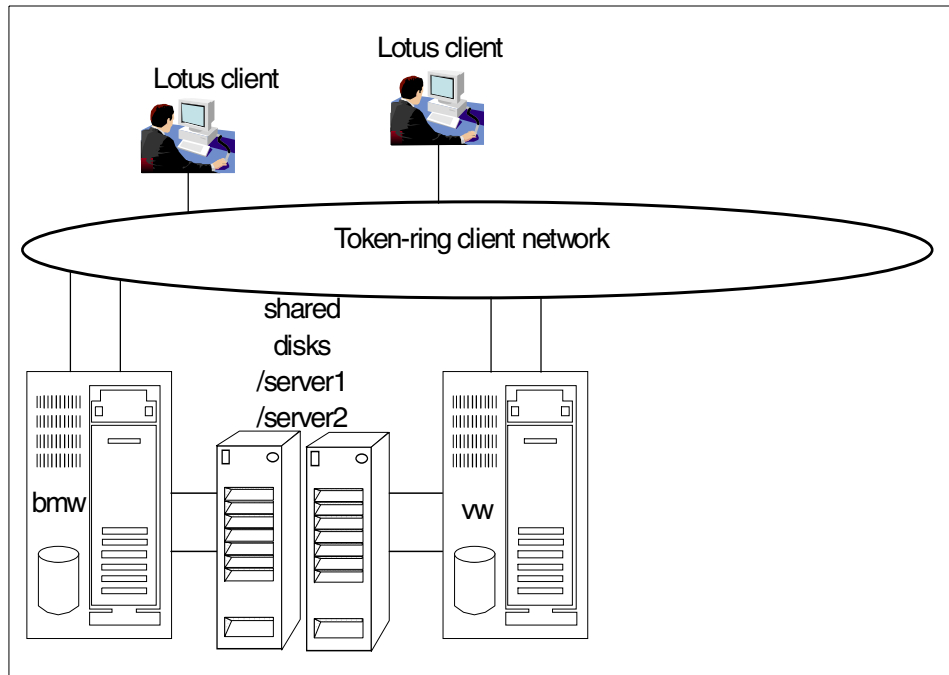 Lotus client
Lotus client
Token-ring client network
shared
disks
/server1
/server2
bmw
vw